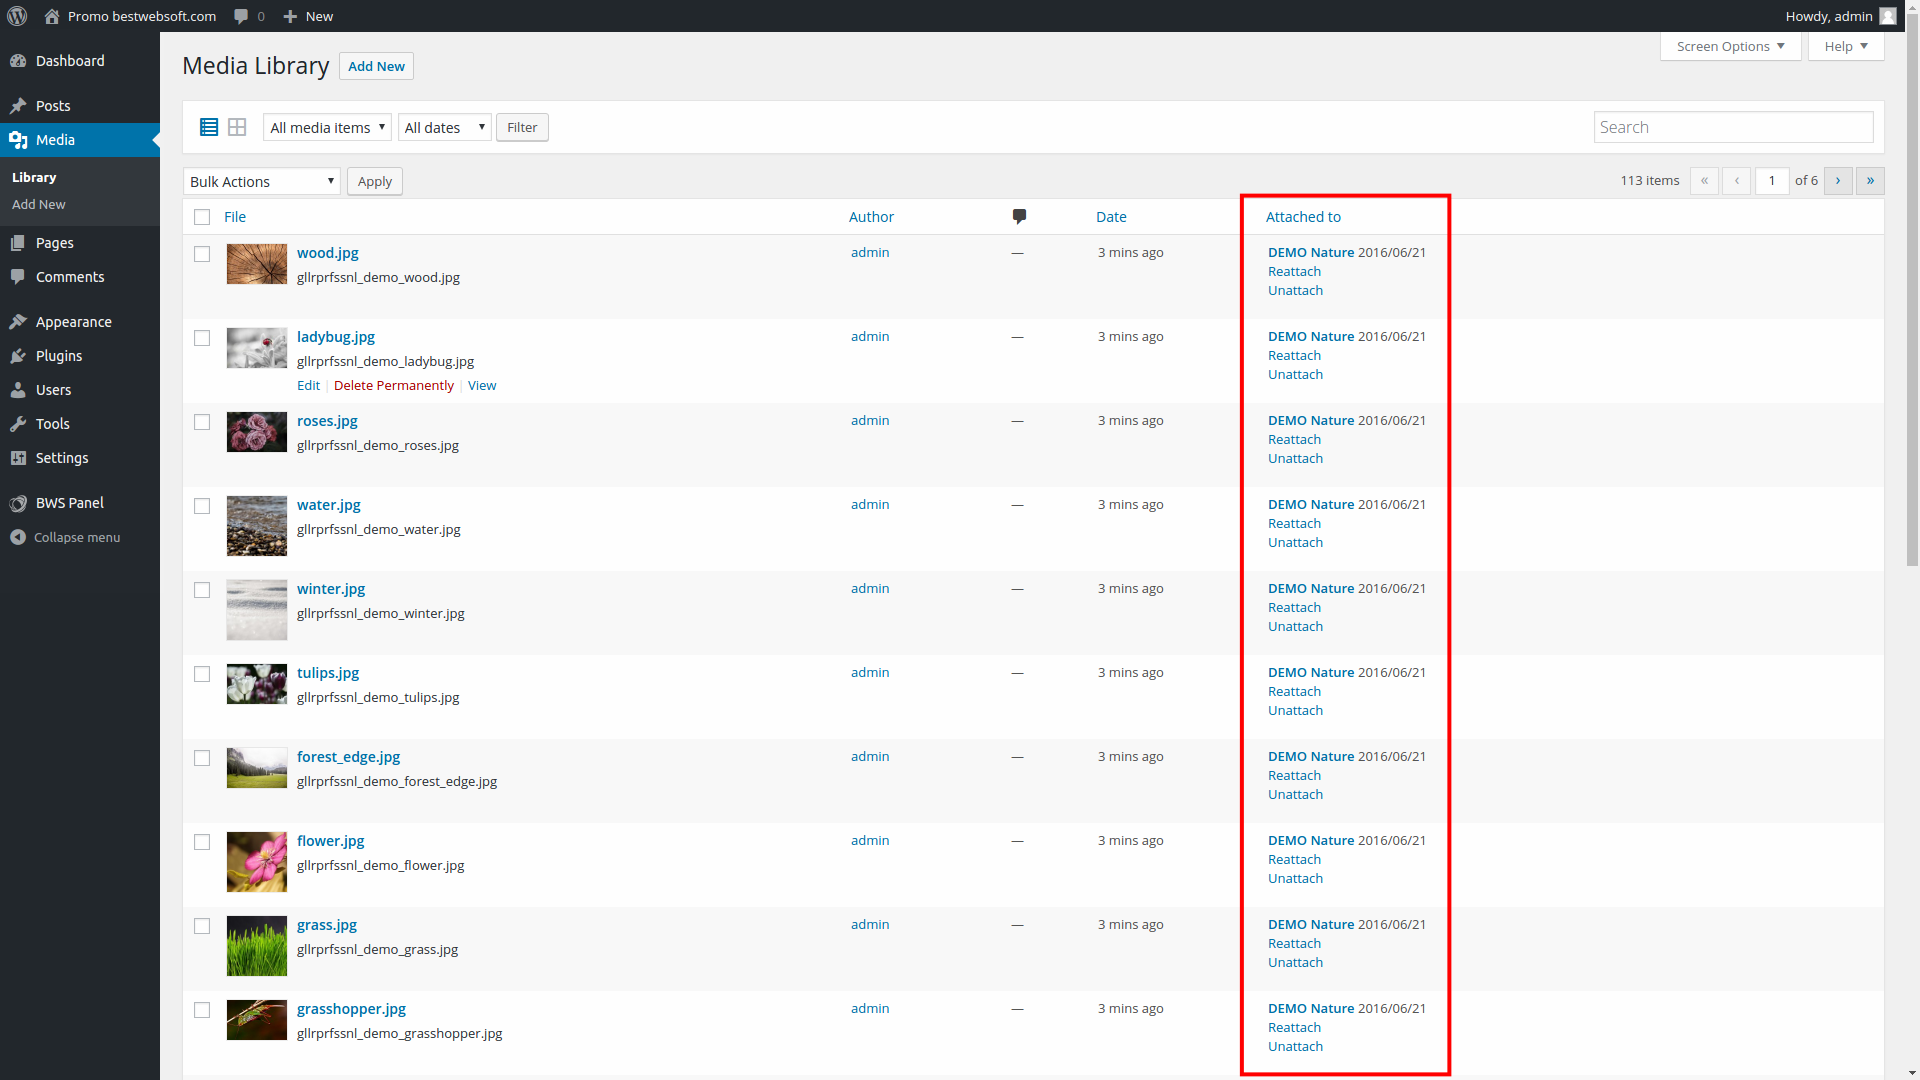 Promo bestwebsoft.com 0 New Howdy, admin
Dashboard
Posts
Media
Library
Add New
Pages
Comments
Appearance
Plugins
Users
Tools
Settings
BWS Panel
Collapse menu
Screen Options Help
Media Library Add New
All media items All dates Filter Search
Bulk Actions Apply 113 items « ‹ 1 of 6 › »
File Author Date Attached to
wood.jpg admin — 3 mins ago DEMO Nature 2016/06/21
gllrprfssnl_demo_wood.jpg Reattach
Unattach
ladybug.jpg admin — 3 mins ago DEMO Nature 2016/06/21
gllrprfssnl_demo_ladybug.jpg Reattach
Edit | Delete Permanently | View Unattach
roses.jpg admin — 3 mins ago DEMO Nature 2016/06/21
gllrprfssnl_demo_roses.jpg Reattach
Unattach
water.jpg admin — 3 mins ago DEMO Nature 2016/06/21
gllrprfssnl_demo_water.jpg Reattach
Unattach
winter.jpg admin — 3 mins ago DEMO Nature 2016/06/21
gllrprfssnl_demo_winter.jpg Reattach
Unattach
tulips.jpg admin — 3 mins ago DEMO Nature 2016/06/21
gllrprfssnl_demo_tulips.jpg Reattach
Unattach
forest_edge.jpg admin — 3 mins ago DEMO Nature 2016/06/21
gllrprfssnl_demo_forest_edge.jpg Reattach
Unattach
flower.jpg admin — 3 mins ago DEMO Nature 2016/06/21
gllrprfssnl_demo_flower.jpg Reattach
Unattach
grass.jpg admin — 3 mins ago DEMO Nature 2016/06/21
gllrprfssnl_demo_grass.jpg Reattach
Unattach
grasshopper.jpg admin — 3 mins ago DEMO Nature 2016/06/21
gllrprfssnl_demo_grasshopper.jpg Reattach
Unattach